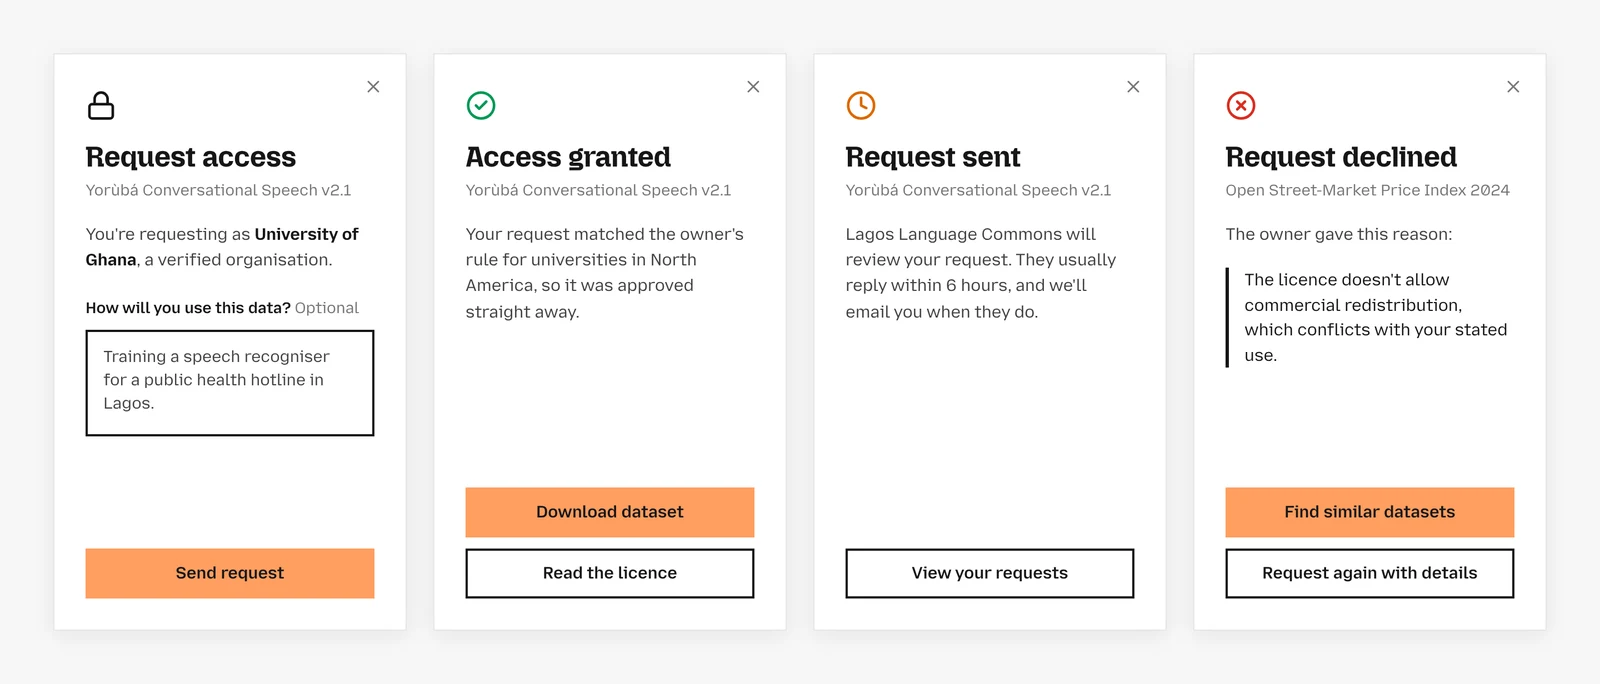 Request access
Yorùbá Conversational Speech v2.1
You're requesting as University of
Ghana, a verified organisation.
How will you use this data? Optional
Training a speech recogniser
for a public health hotline in
Lagos.
Send request
Access granted
Yorùbá Conversational Speech v2.1
Your request matched the owner's
rule for universities in North
America, so it was approved
straight away.
Download dataset
Read the licence
Request sent
Yorùbá Conversational Speech v2.1
Lagos Language Commons will
review your request. They usually
reply within 6 hours, and we'll
email you when they do.
View your requests
Request declined
Open Street-Market Price Index 2024
The owner gave this reason:
The licence doesn't allow
commercial redistribution,
which conflicts with your stated
use.
Find similar datasets
Request again with details